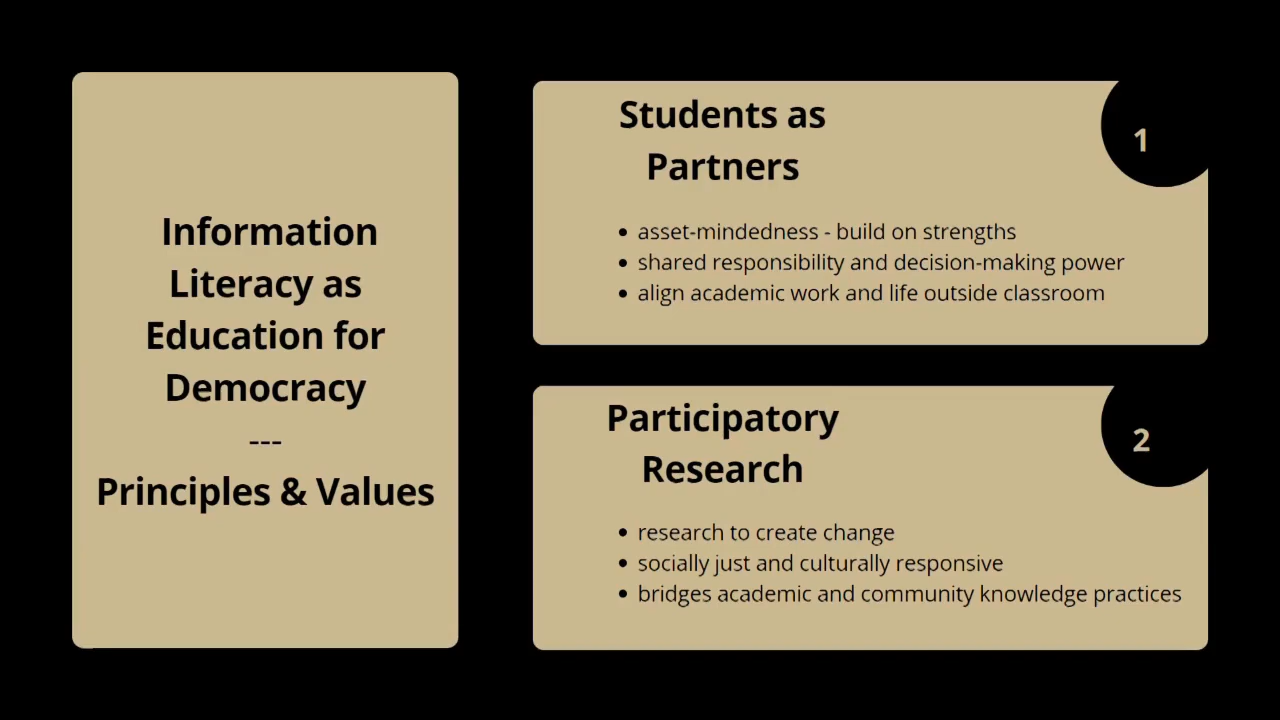 Information
Literacy as
Education for
Democracy
---
Principles & Values
Students as
Partners
1
• asset-mindedness - build on strengths
• shared responsibility and decision-making power
• align academic work and life outside classroom
Participatory
Research
2
• research to create change
• socially just and culturally responsive
• bridges academic and community knowledge practices